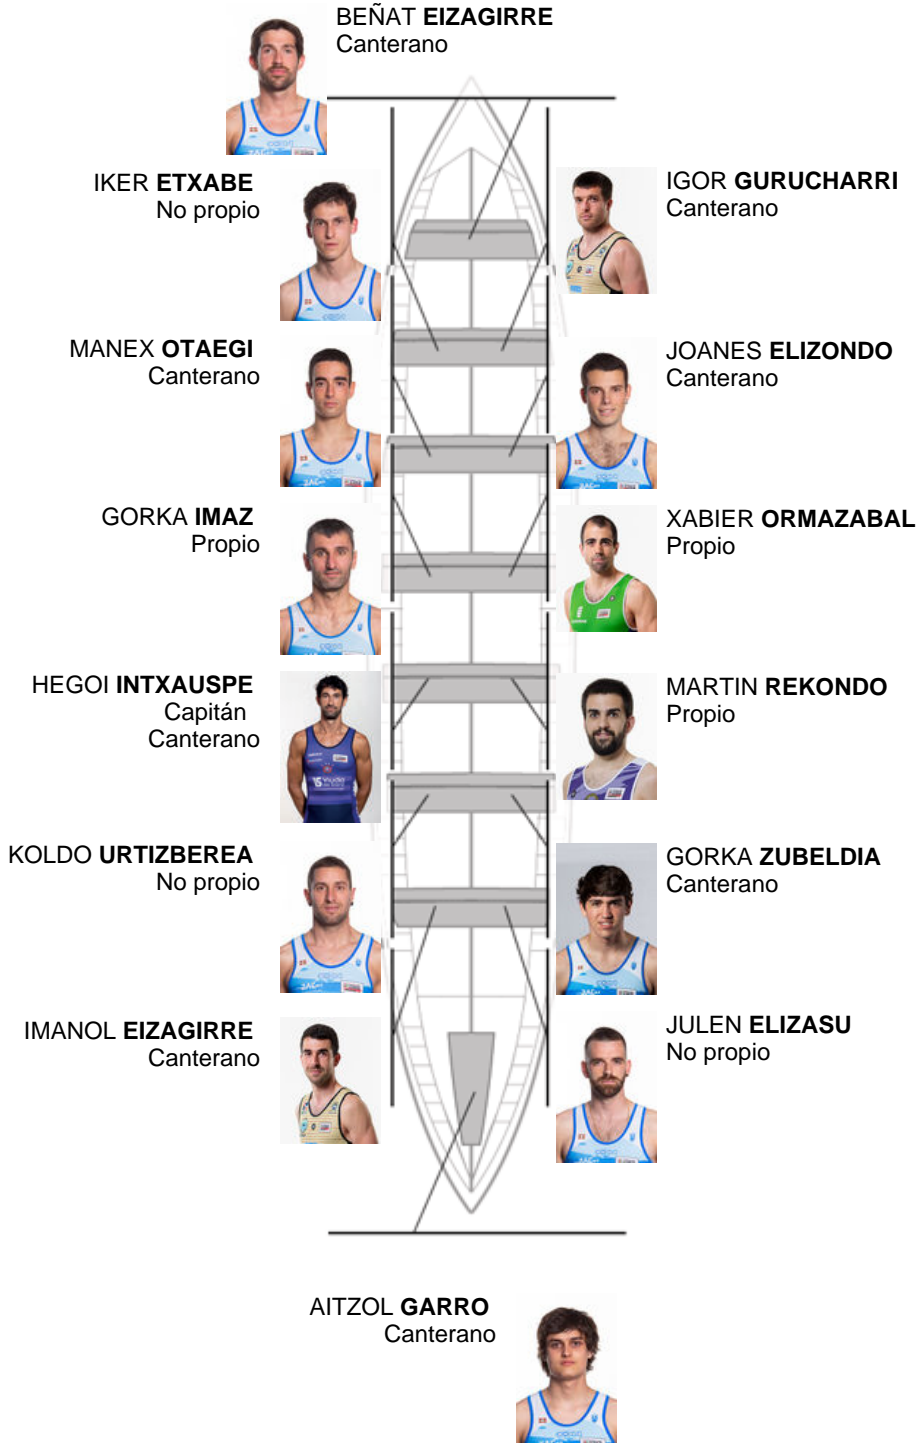 BEÑAT EIZAGIRRE
Canterano
IKER ETXABE
No propio
IGOR GURUCHARRI
Canterano
MANEX OTAEGI
Canterano
JOANES ELIZONDO
Canterano
GORKA IMAZ
Propio
XABIER ORMAZABAL
Propio
HEGOI INTXAUSPE
Capitán
Canterano
MARTIN REKONDO
Propio
KOLDO URTIZBEREA
No propio
GORKA ZUBELDIA
Canterano
IMANOL EIZAGIRRE
Canterano
JULEN ELIZASU
No propio
AITZOL GARRO
Canterano